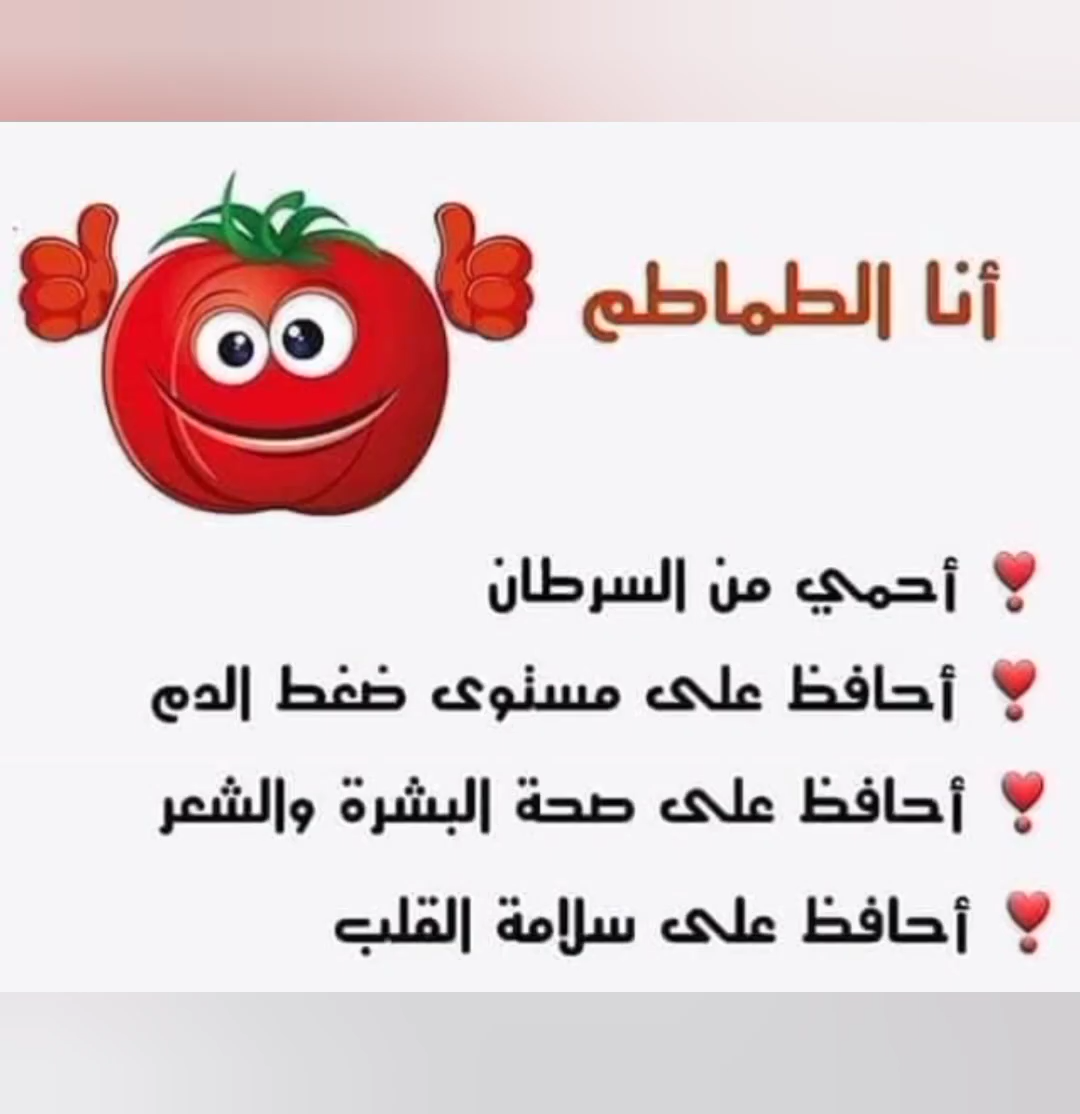 أنا الطماطم
أحمي من السرطان
أحافظ على مستوى ضغط الدم
أحافظ على صحة البشرة والشعر
أحافظ على سلامة القلب